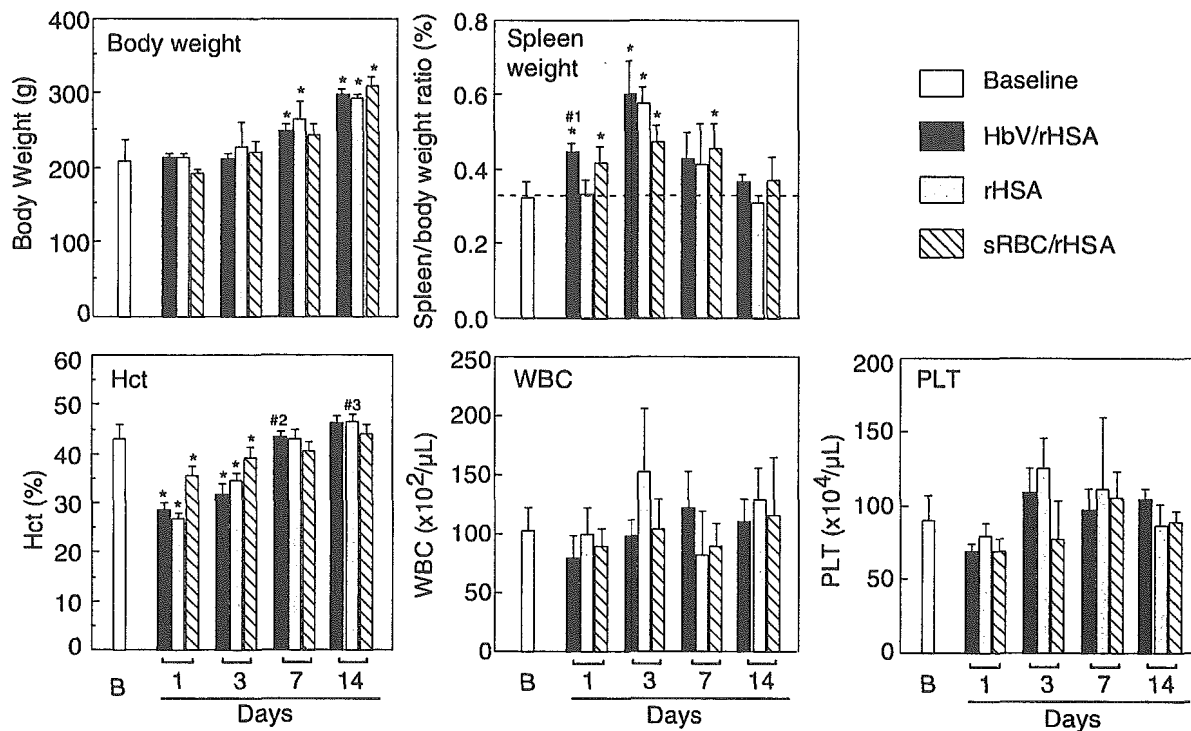 Body weight
Body Weight (g)
400
300
200
100
0
*
*
*
*
*
Spleen
weight
Spleen/body weight ratio (%)
0.8
0.6
0.4
0.2
0.0
#1
*
*
*
*
*
*
Baseline
HbV/rHSA
rHSA
sRBC/rHSA
Hct
Hct (%)
60
50
40
30
20
10
0
*
*
*
*
*
*
#2
#3
B
1
3
7
14
Days
WBC
WBC (x10²/µL)
250
200
150
100
50
0
B
1
3
7
14
Days
PLT
PLT (x10⁴/µL)
200
150
100
50
0
B
1
3
7
14
Days